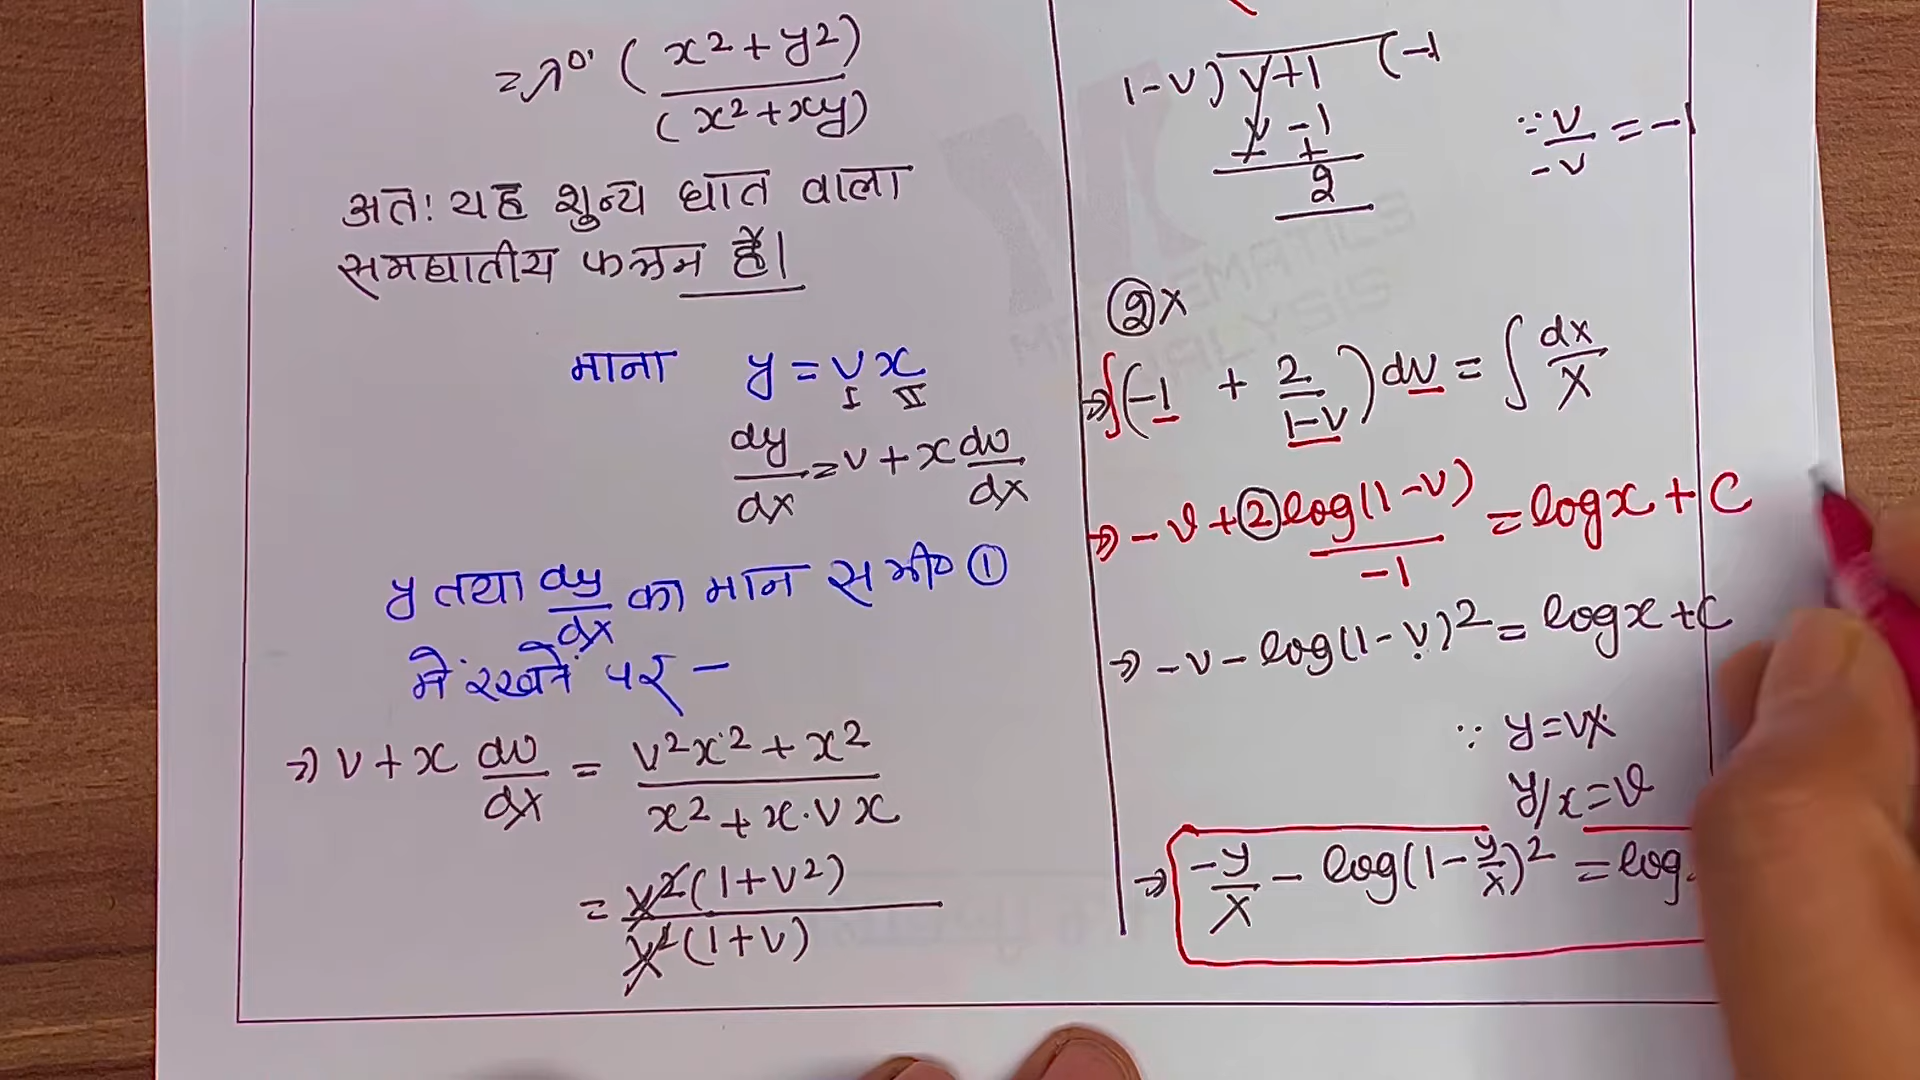 = λ⁰ (x² + y²) / (x² + xy)
अतः यह शून्य घात वाला
समघातीय फलन है।
माना y = v x
I II
dy/dx = v + x dv/dx
y तथा dy/dx का मान समी० ①
में रखने पर –
⇒ v + x dv/dx = (v²x² + x²) / (x² + x·vx)
= x²(1+v²) / x²(1+v)
1-v) v+1 (-1
v -1
- +
2
∵ v/-v = -1
② x
⇒ ∫(-1 + 2/(1-v)) dv = ∫ dx/x
⇒ -v + ② log(1-v)/-1 = log x + C
⇒ -v - log(1-v)² = log x + C
∵ y = vx
y/x = v
⇒ -y/x - log(1 - y/x)² = log
MATHEMATICS